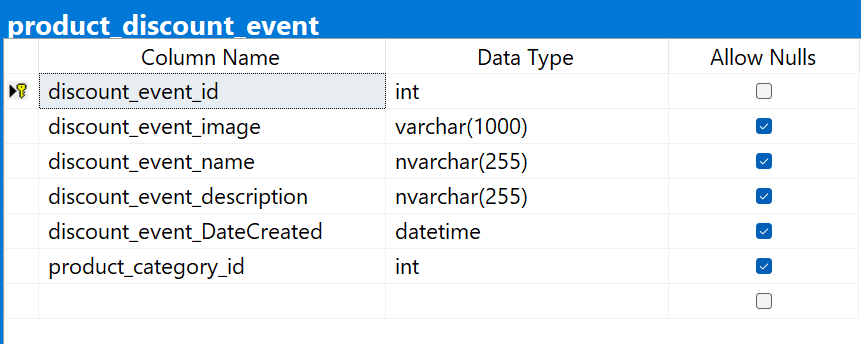 product_discount_event
Column Name Data Type Allow Nulls
discount_event_id int
discount_event_image varchar(1000)
discount_event_name nvarchar(255)
discount_event_description nvarchar(255)
discount_event_DateCreated datetime
product_category_id int